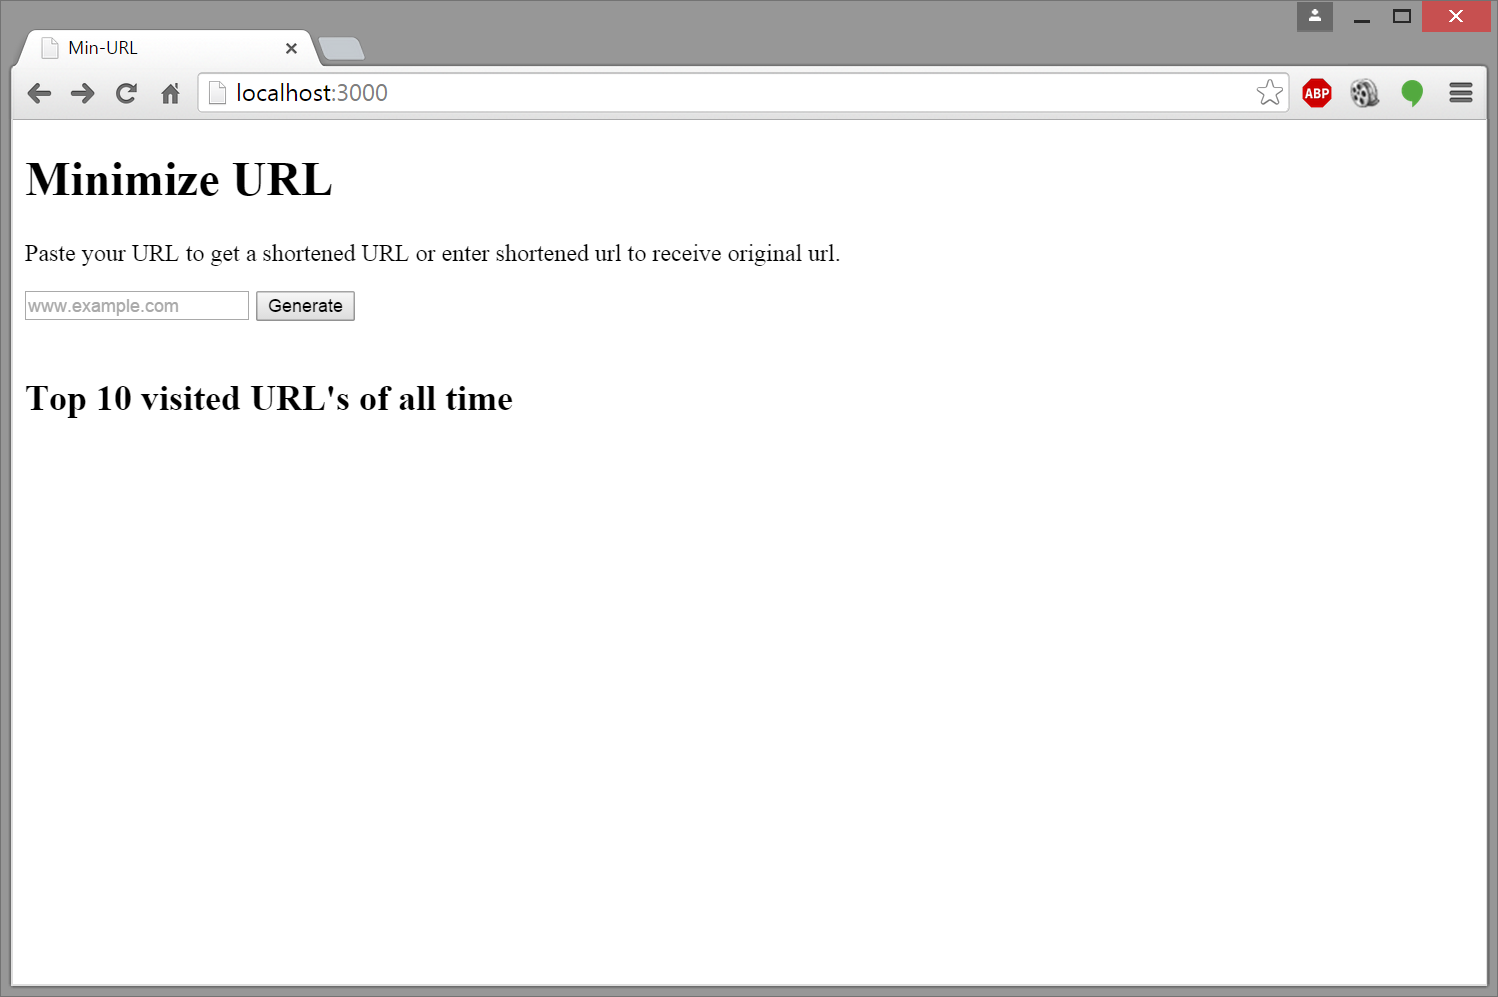 Min-URL
localhost:3000
ABP
Minimize URL
Paste your URL to get a shortened URL or enter shortened url to receive original url.
www.example.com Generate
Top 10 visited URL's of all time